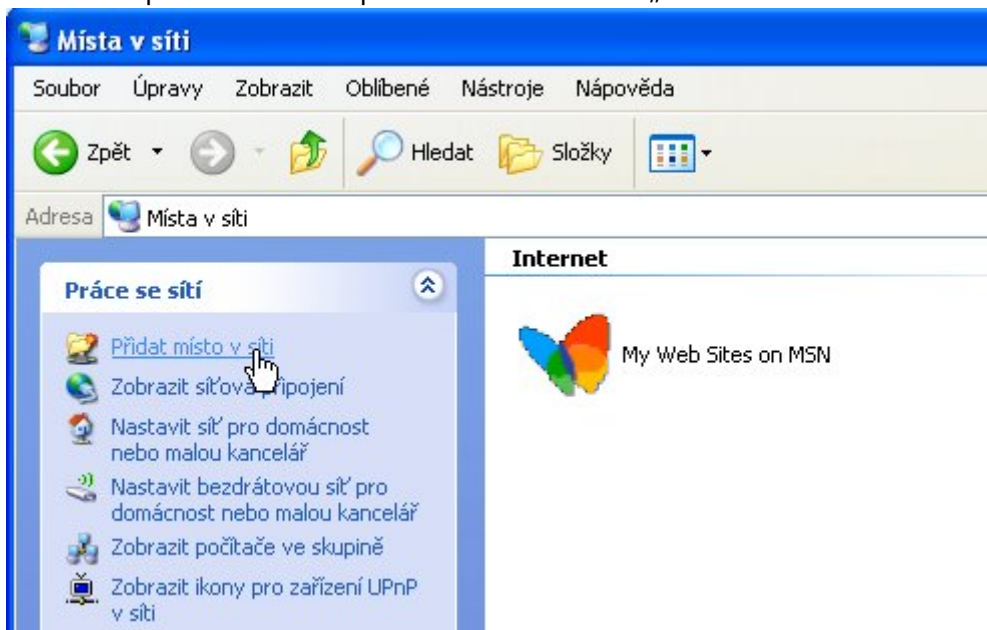 Místa v síti
Soubor Úpravy Zobrazit Oblíbené Nástroje Nápověda
Zpět Hledat Složky
Adresa Místa v síti
Internet
Práce se sítí
Přidat místo v síti
My Web Sites on MSN
Zobrazit síťová připojení
Nastavit síť pro domácnost
nebo malou kancelář
Nastavit bezdrátovou síť pro
domácnost nebo malou kancelář
Zobrazit počítače ve skupině
Zobrazit ikony pro zařízení UPnP
v síti